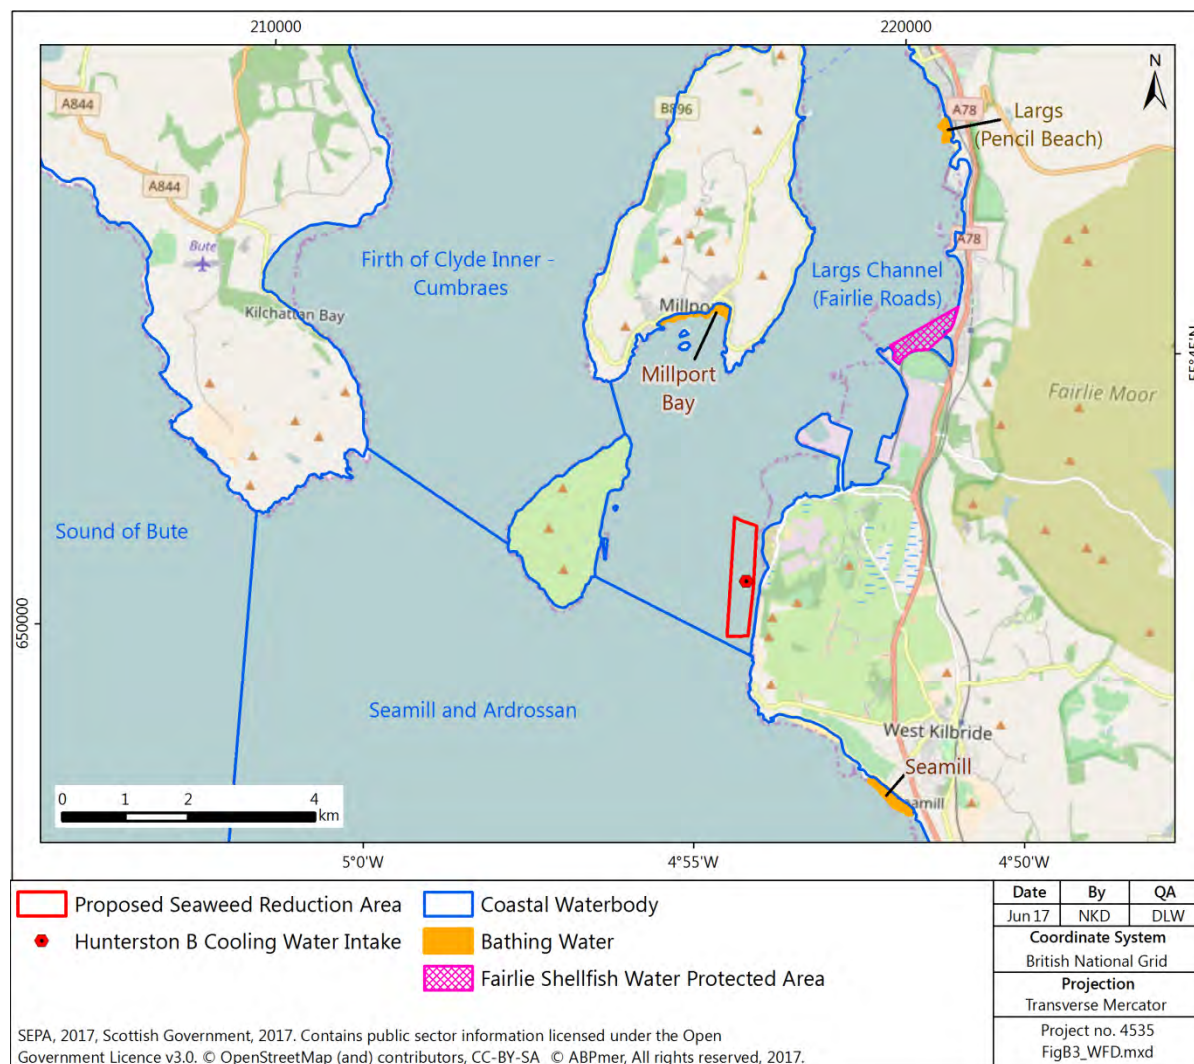 210000
220000
N
A844
A844
B896
A78
Largs
(Pencil Beach)
Bute
Firth of Clyde Inner -
Cumbraes
A78
Largs Channel
(Fairlie Roads)
Kilchattan Bay
Millport
Bay
55°45'N
Fairlie Moor
Sound of Bute
650000
Seamill and Ardrossan
West Kilbride
Seamill
0 1 2 4
km
5°0'W
4°55'W
4°50'W
Proposed Seaweed Reduction Area
Coastal Waterbody
Hunterston B Cooling Water Intake
Bathing Water
Fairlie Shellfish Water Protected Area
Date By QA
Jun 17 NKD DLW
Coordinate System
British National Grid
Projection
Transverse Mercator
Project no. 4535
FigB3_WFD.mxd
SEPA, 2017, Scottish Government, 2017. Contains public sector information licensed under the Open
Government Licence v3.0. © OpenStreetMap (and) contributors, CC-BY-SA © ABPmer, All rights reserved, 2017.